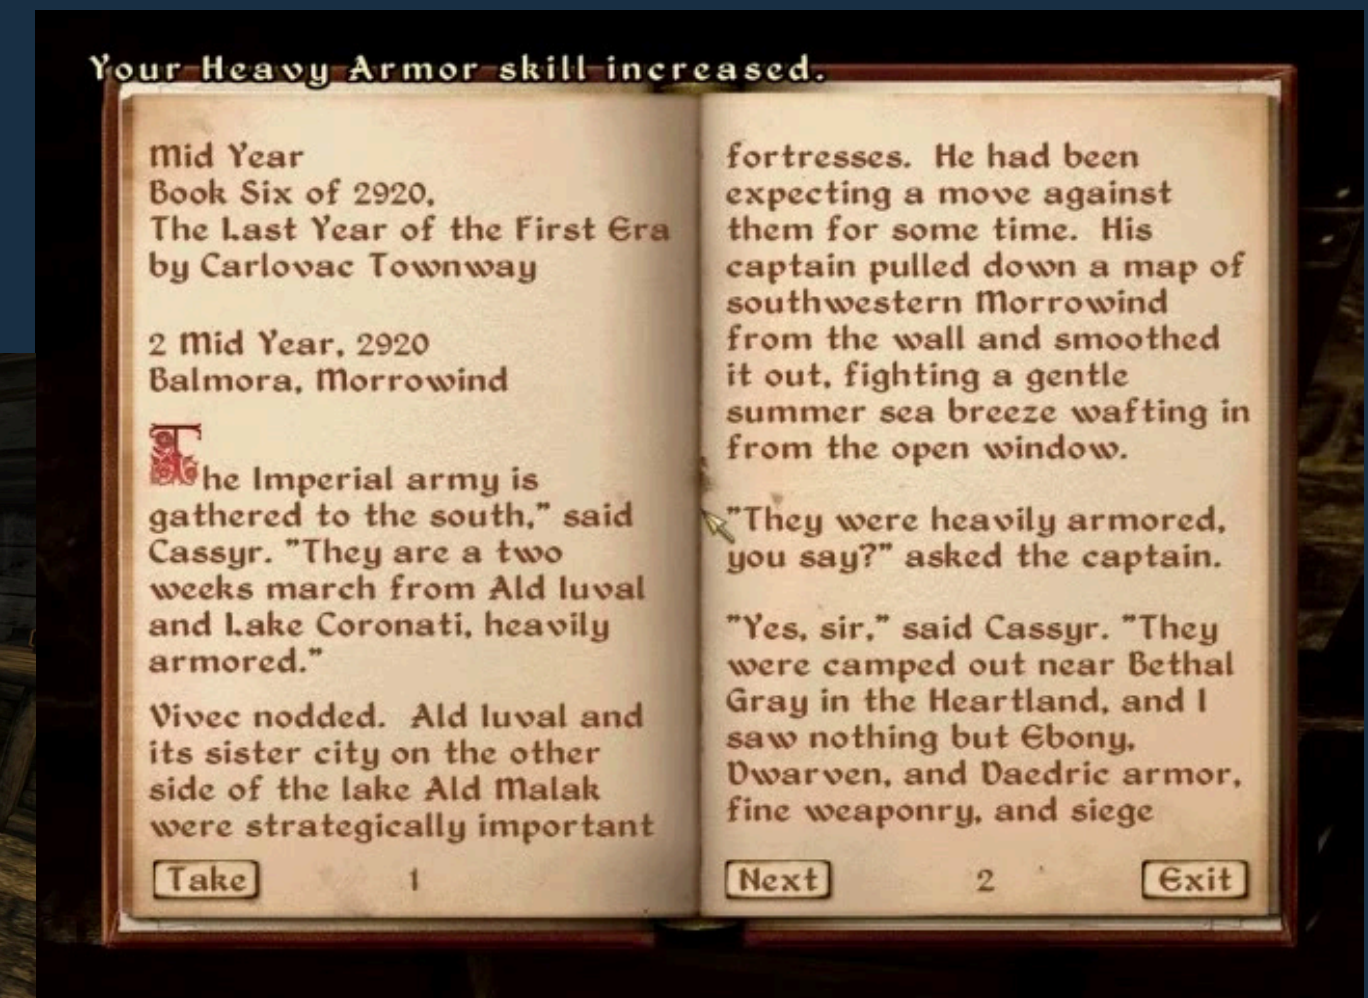 Your Heavy Armor skill increased.
Mid Year
Book Six of 2920,
The Last Year of the First Era
by Carlovac Townway
2 Mid Year, 2920
Balmora, Morrowind
The Imperial army is
gathered to the south," said
Cassyr. "They are a two
weeks march from Ald Iuval
and Lake Coronati, heavily
armored."
Vivec nodded. Ald Iuval and
its sister city on the other
side of the lake Ald Malak
were strategically important
Take
1
fortresses. He had been
expecting a move against
them for some time. His
captain pulled down a map of
southwestern Morrowind
from the wall and smoothed
it out, fighting a gentle
summer sea breeze wafting in
from the open window.
"They were heavily armored,
you say?" asked the captain.
"Yes, sir," said Cassyr. "They
were camped out near Bethal
Gray in the Heartland, and I
saw nothing but Ebony,
Dwarven, and Daedric armor,
fine weaponry, and siege
Next
2
Exit